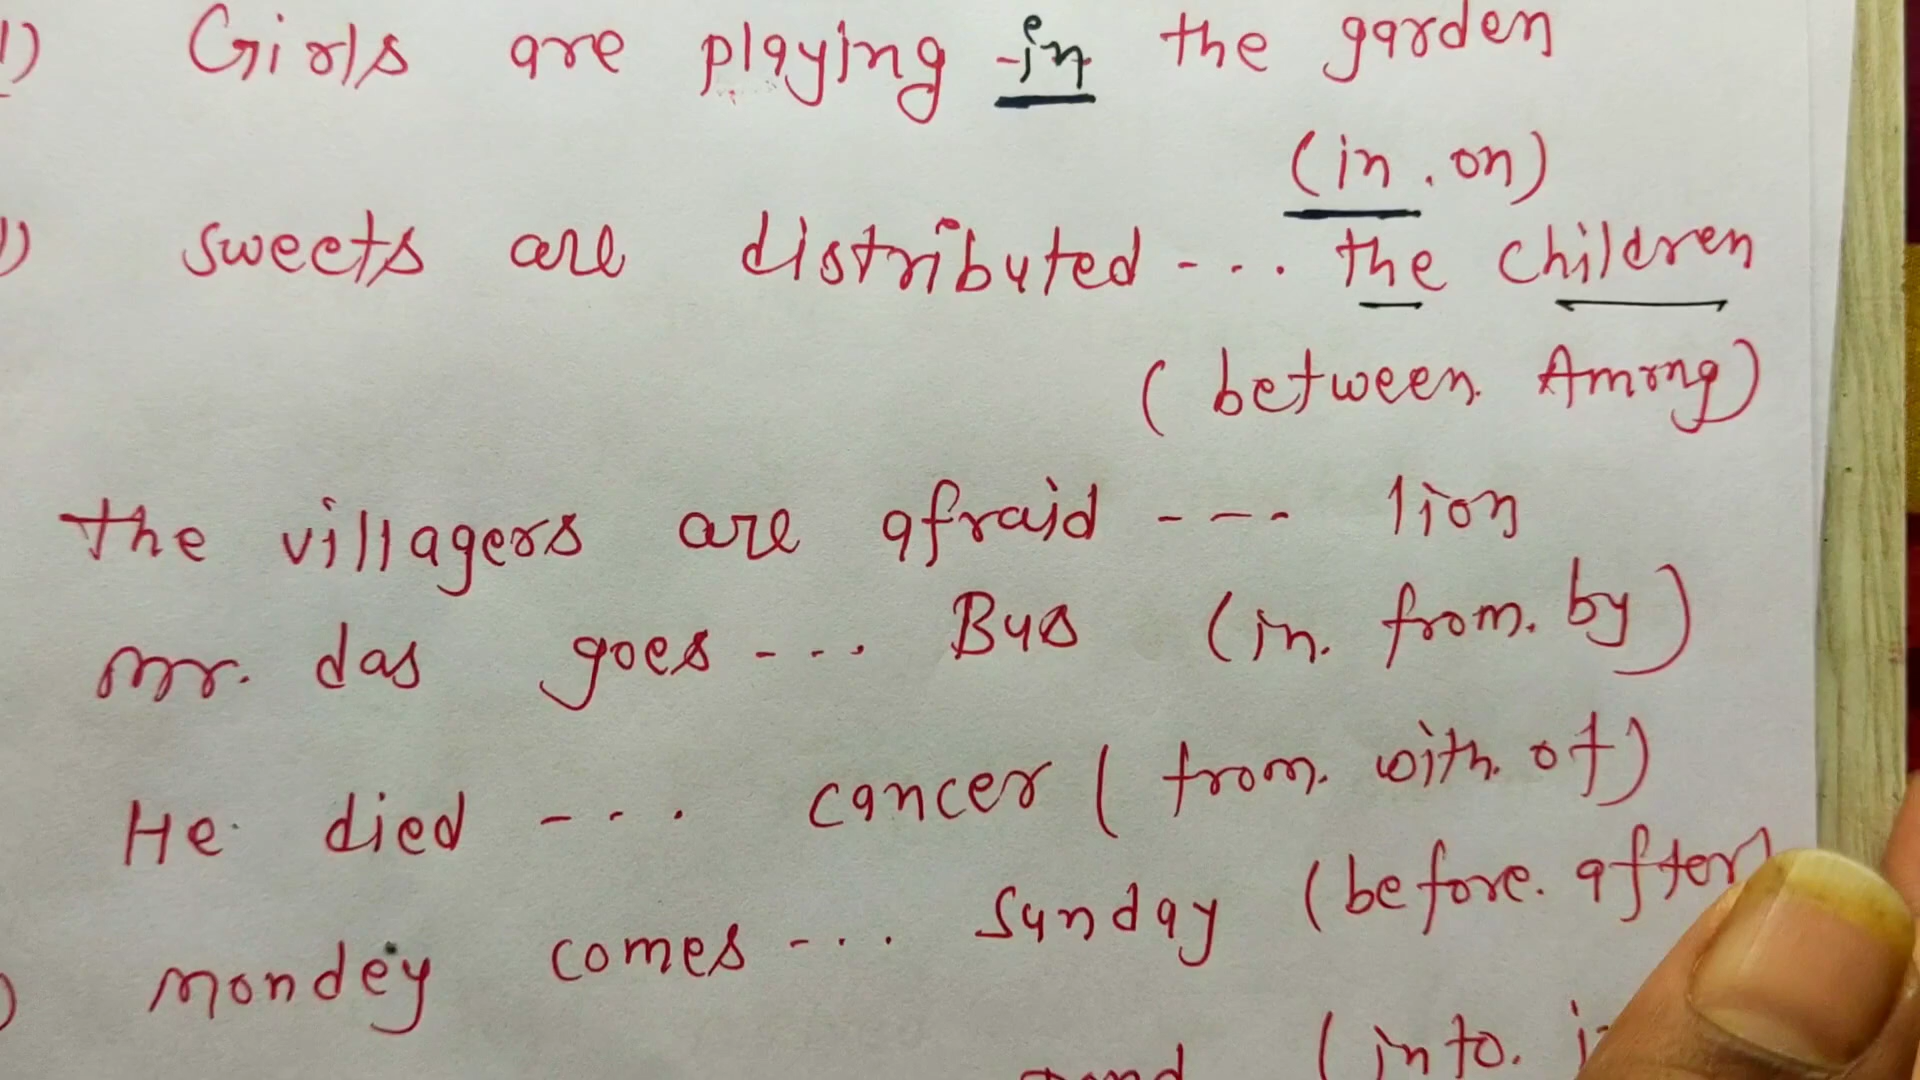 1) Girls are playing in the garden
(in. on)
1) sweets are distributed ... the children
(between. Among)
The villagers are afraid ---- lion
mr. das goes .... Bus (in. from. by)
He died .... cancer (from. with. of)
) mondey comes .... Sunday (before. after)
(into.